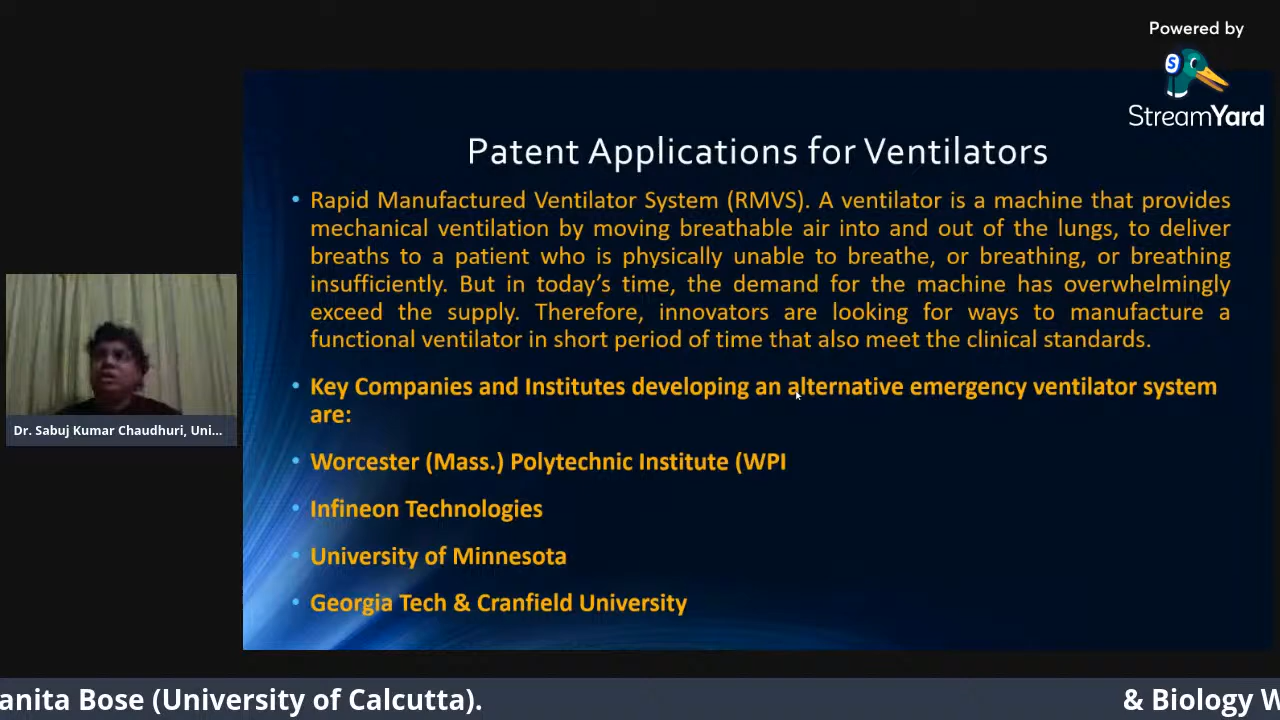 Powered by
StreamYard
Patent Applications for Ventilators
• Rapid Manufactured Ventilator System (RMVS). A ventilator is a machine that provides
mechanical ventilation by moving breathable air into and out of the lungs, to deliver
breaths to a patient who is physically unable to breathe, or breathing, or breathing
insufficiently. But in today’s time, the demand for the machine has overwhelmingly
exceed the supply. Therefore, innovators are looking for ways to manufacture a
functional ventilator in short period of time that also meet the clinical standards.
• Key Companies and Institutes developing an alternative emergency ventilator system
are:
• Worcester (Mass.) Polytechnic Institute (WPI
• Infineon Technologies
• University of Minnesota
• Georgia Tech & Cranfield University
Dr. Sabuj Kumar Chaudhuri, Uni...
anita Bose (University of Calcutta). & Biology W